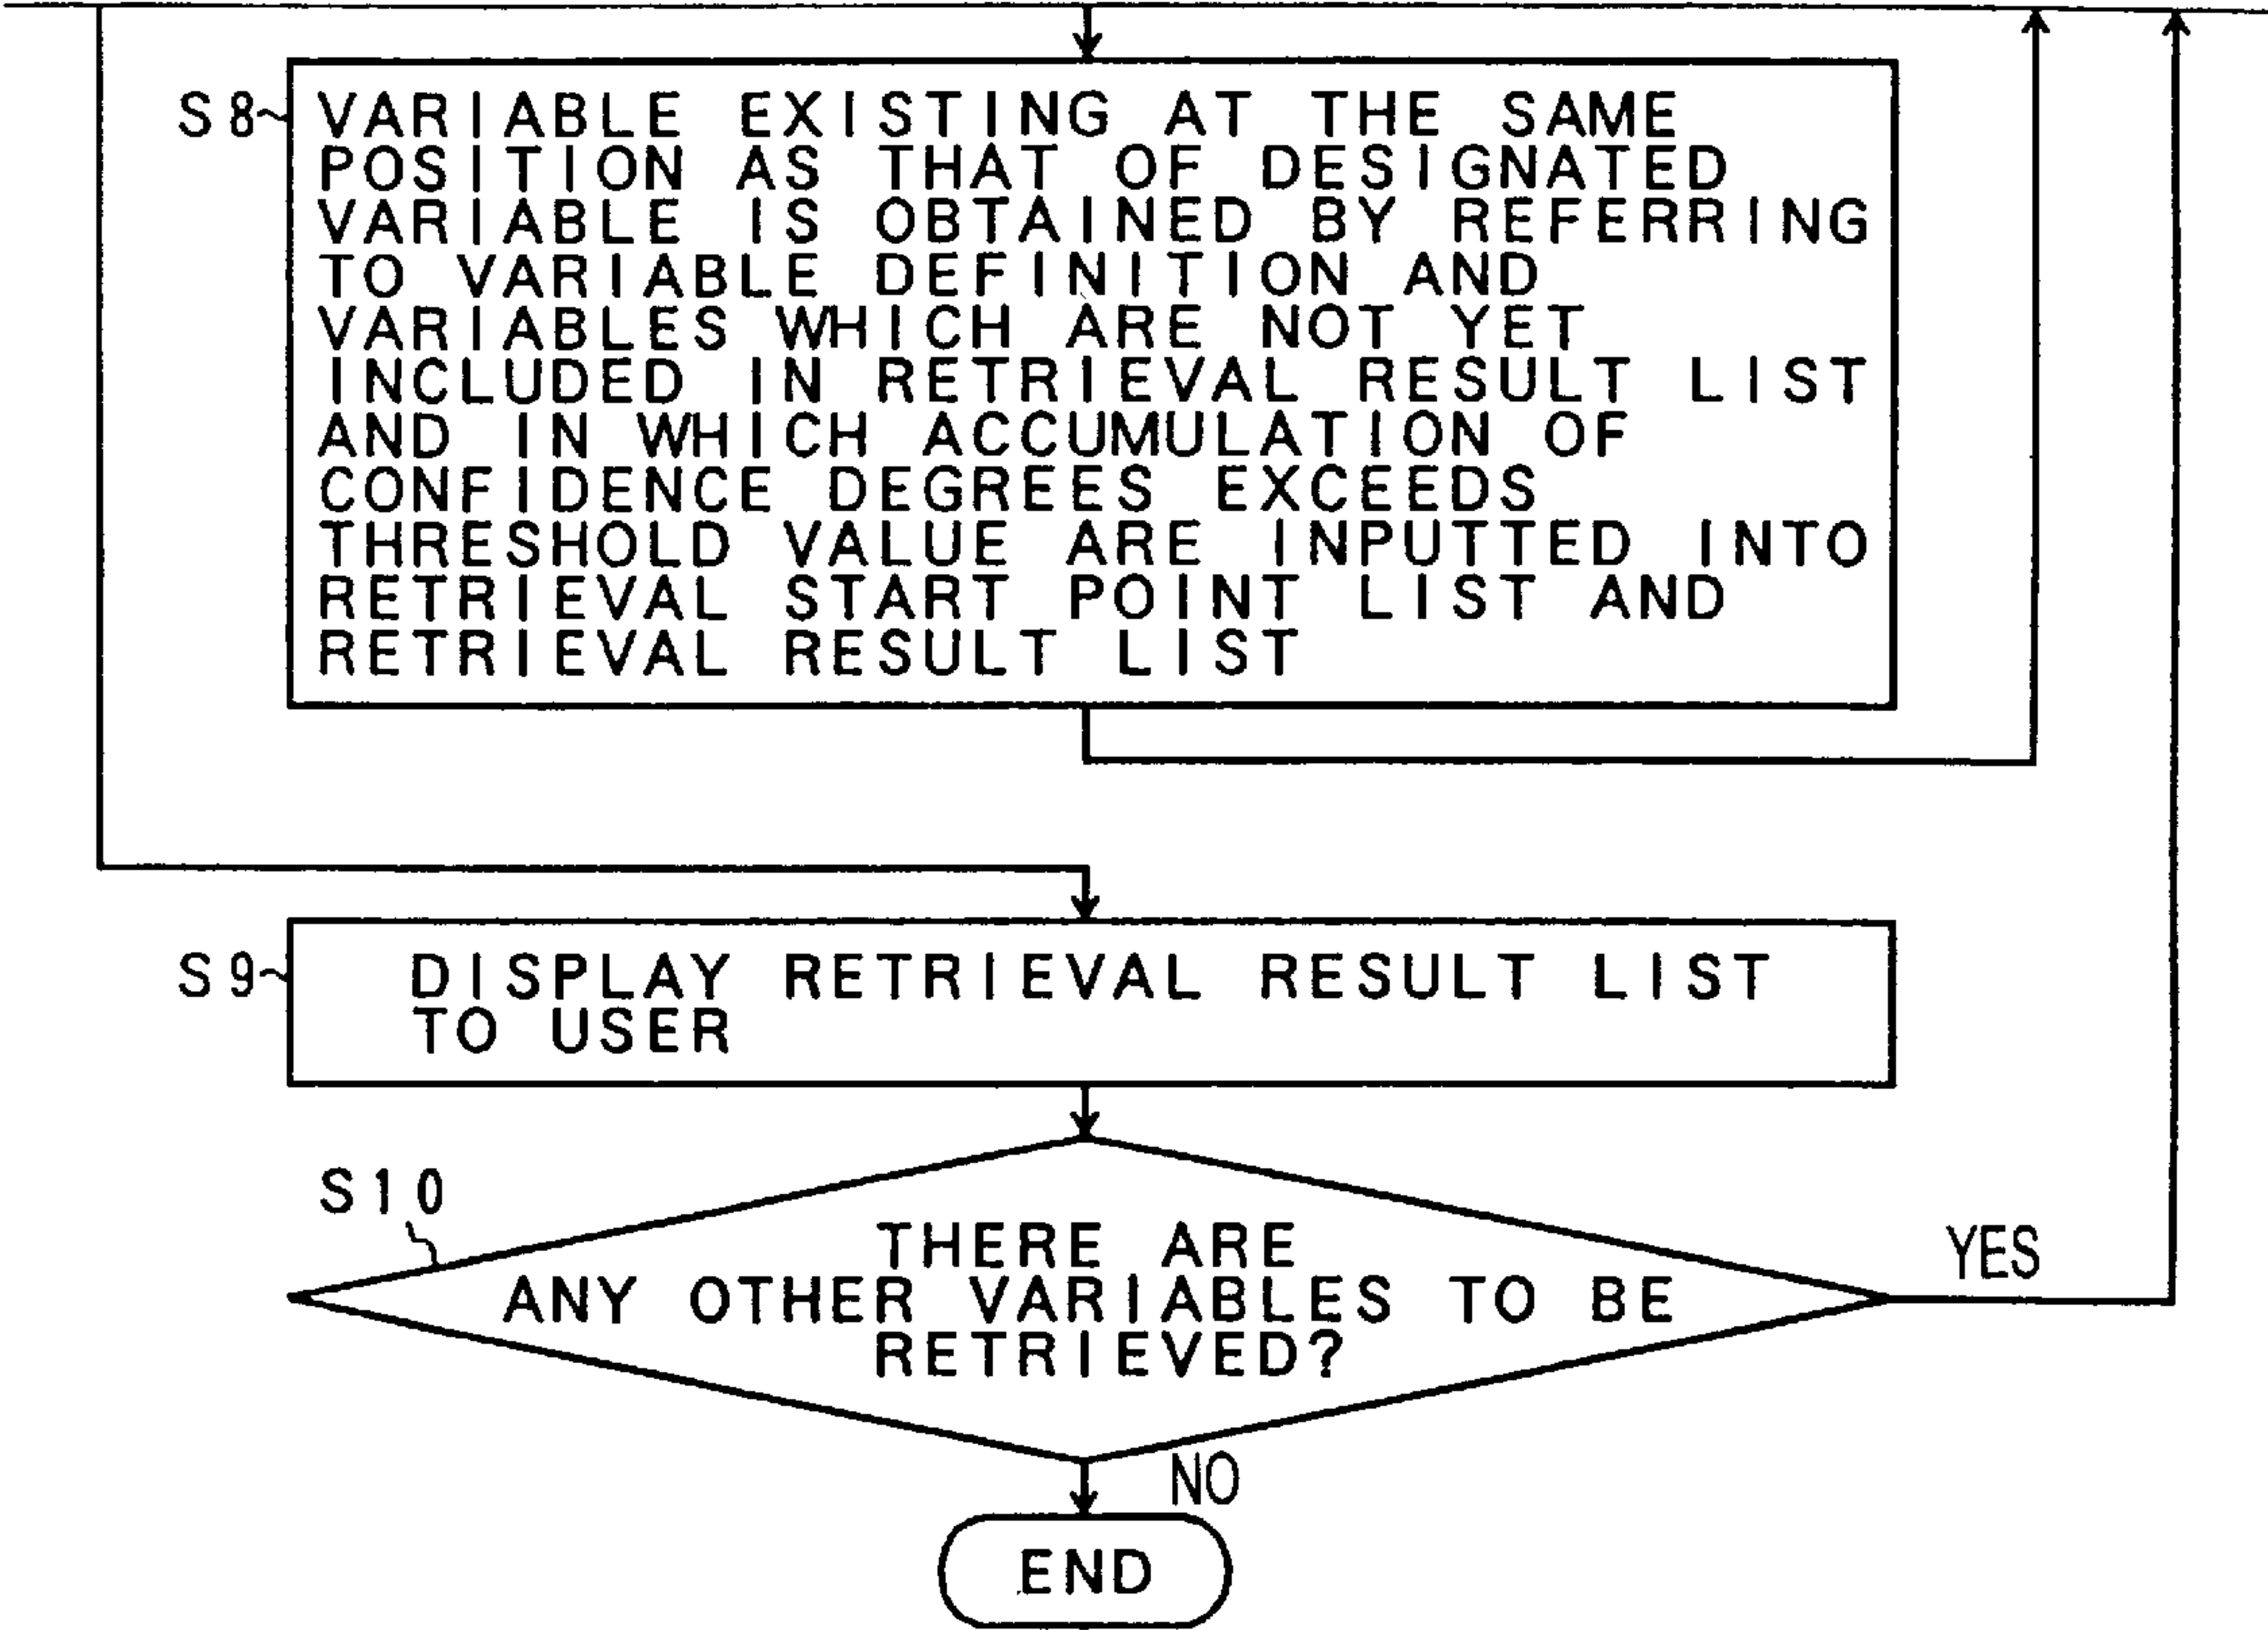 S8
VARIABLE EXISTING AT THE SAME
POSITION AS THAT OF DESIGNATED
VARIABLE IS OBTAINED BY REFERRING
TO VARIABLE DEFINITION AND
VARIABLES WHICH ARE NOT YET
INCLUDED IN RETRIEVAL RESULT LIST
AND IN WHICH ACCUMULATION OF
CONFIDENCE DEGREES EXCEEDS
THRESHOLD VALUE ARE INPUTTED INTO
RETRIEVAL START POINT LIST AND
RETRIEVAL RESULT LIST
S9
DISPLAY RETRIEVAL RESULT LIST
TO USER
S10
THERE ARE
ANY OTHER VARIABLES TO BE
RETRIEVED?
YES
NO
END